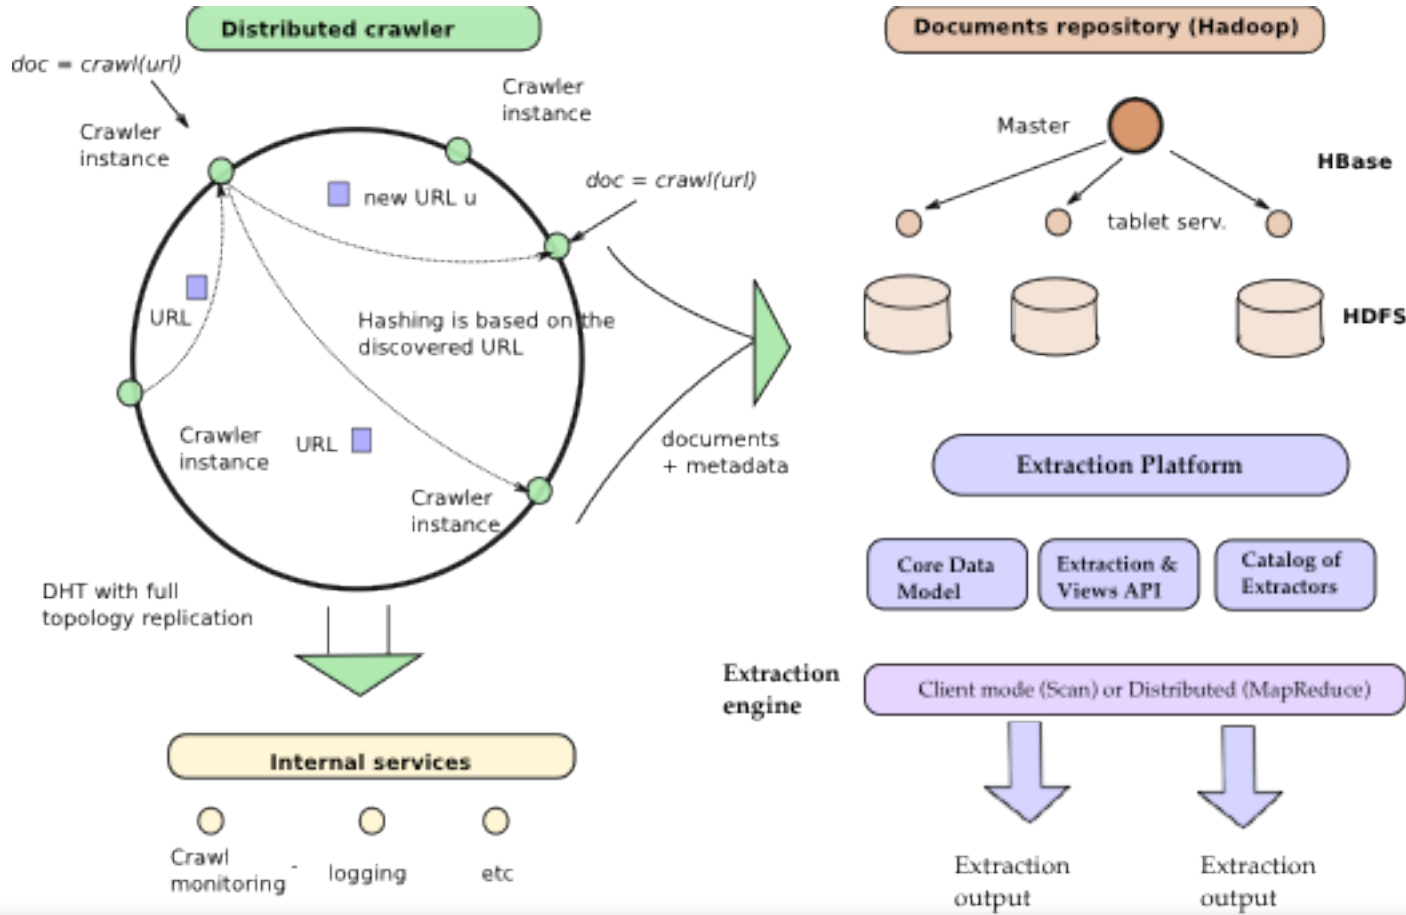 Distributed crawler
doc = crawl(url)
Crawler
instance
Crawler
instance
new URL u
doc = crawl(url)
URL
Hashing is based on the
discovered URL
Crawler
instance
URL
Crawler
instance
documents
+ metadata
DHT with full
topology replication
Internal services
Crawl
monitoring
-
logging
etc
Documents repository (Hadoop)
Master
HBase
tablet serv.
HDFS
Extraction Platform
Core Data
Model
Extraction &
Views API
Catalog of
Extractors
Extraction
engine
Client mode (Scan) or Distributed (MapReduce)
Extraction
output
Extraction
output